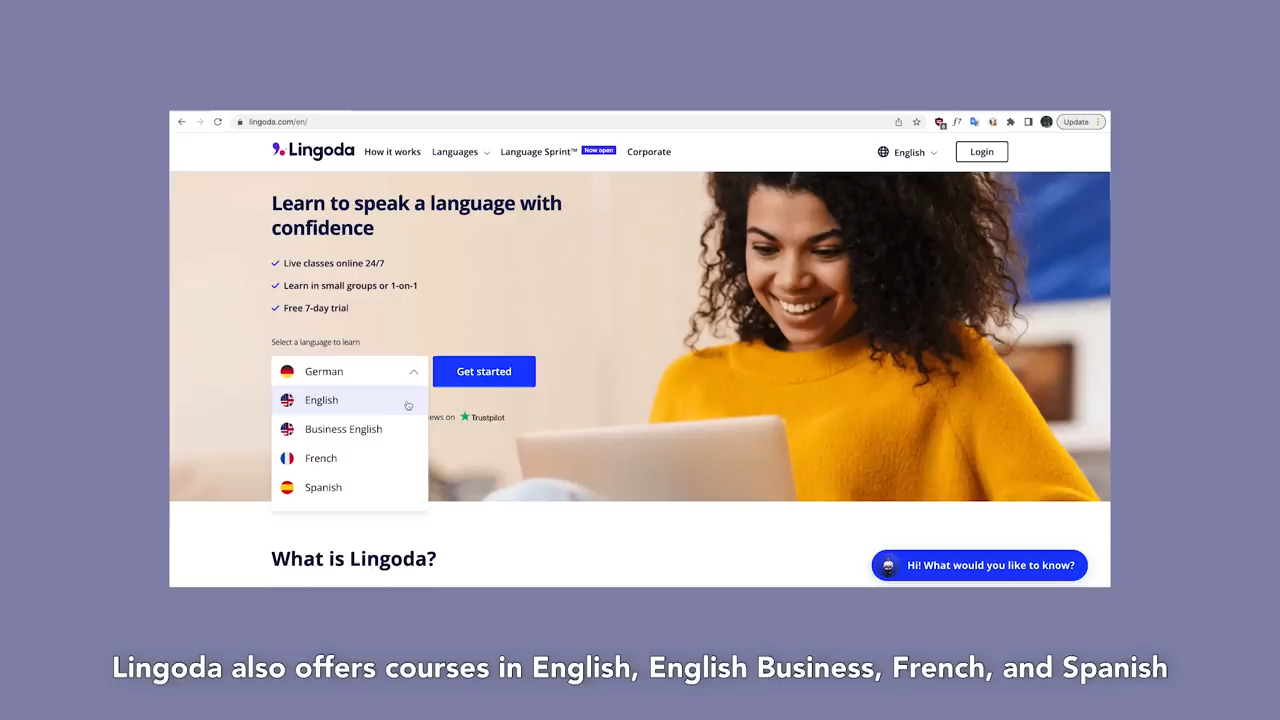 lingoda.com/en/
Update
Lingoda
How it works
Languages
Language Sprint™ Now open
Corporate
English
Login
Learn to speak a language with
confidence
Live classes online 24/7
Learn in small groups or 1-on-1
Free 7-day trial
Select a language to learn
German
Get started
English
on Trustpilot
Business English
French
Spanish
What is Lingoda?
Hi! What would you like to know?
Lingoda also offers courses in English, English Business, French, and Spanish